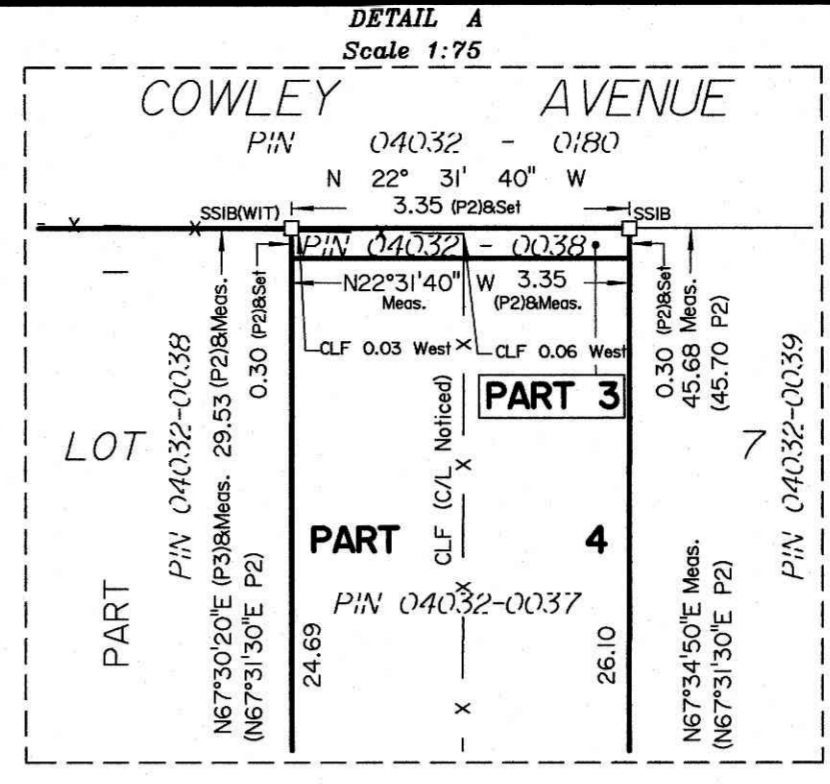 DETAIL A
Scale 1:75
COWLEY AVENUE
PIN 04032 - 0180
N 22° 31' 40" W
3.35 (P2)&Set
SSIB(WIT)
SSIB
PIN 04032 - 0038
N22°31'40" W 3.35
Meas. (P2)&Meas.
CLF 0.03 West
CLF 0.06 West
PART 3
0.30 (P2)&Set
0.30 (P2)&Set
45.68 Meas.
(45.70 P2)
LOT
7
PIN 04032-0038
PIN 04032-0039
CLF (C/L Noticed)
PART 4
PIN 04032-0037
PART
N67°30'20"E (P3)&Meas. 29.53 (P2)&Meas.
(N67°31'30"E P2)
24.69
26.10
N67°34'50"E Meas.
(N67°31'30"E P2)